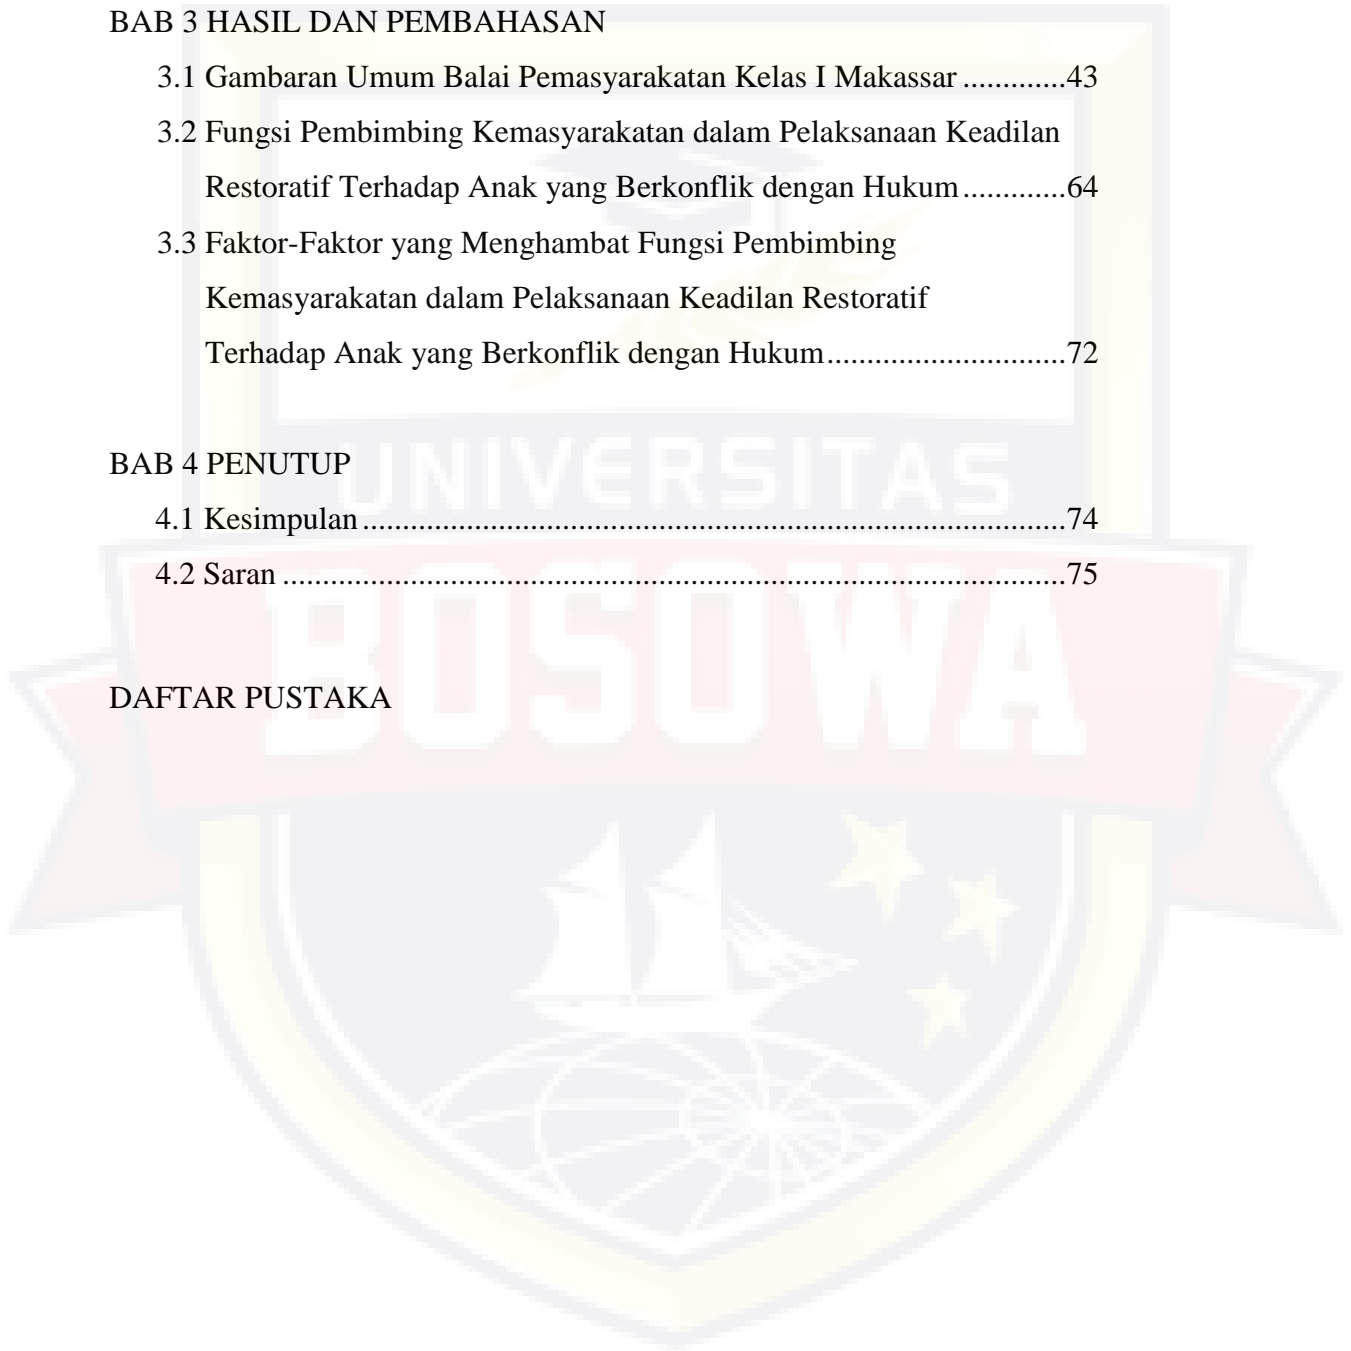 BAB 3 HASIL DAN PEMBAHASAN
3.1 Gambaran Umum Balai Pemasyarakatan Kelas I Makassar .............43
3.2 Fungsi Pembimbing Kemasyarakatan dalam Pelaksanaan Keadilan
Restoratif Terhadap Anak yang Berkonflik dengan Hukum .............64
3.3 Faktor-Faktor yang Menghambat Fungsi Pembimbing
Kemasyarakatan dalam Pelaksanaan Keadilan Restoratif
Terhadap Anak yang Berkonflik dengan Hukum..............................72
BAB 4 PENUTUP
UNIVERSITAS
4.1 Kesimpulan ........................................................................................74
4.2 Saran ..................................................................................................75
BOSOWA
DAFTAR PUSTAKA